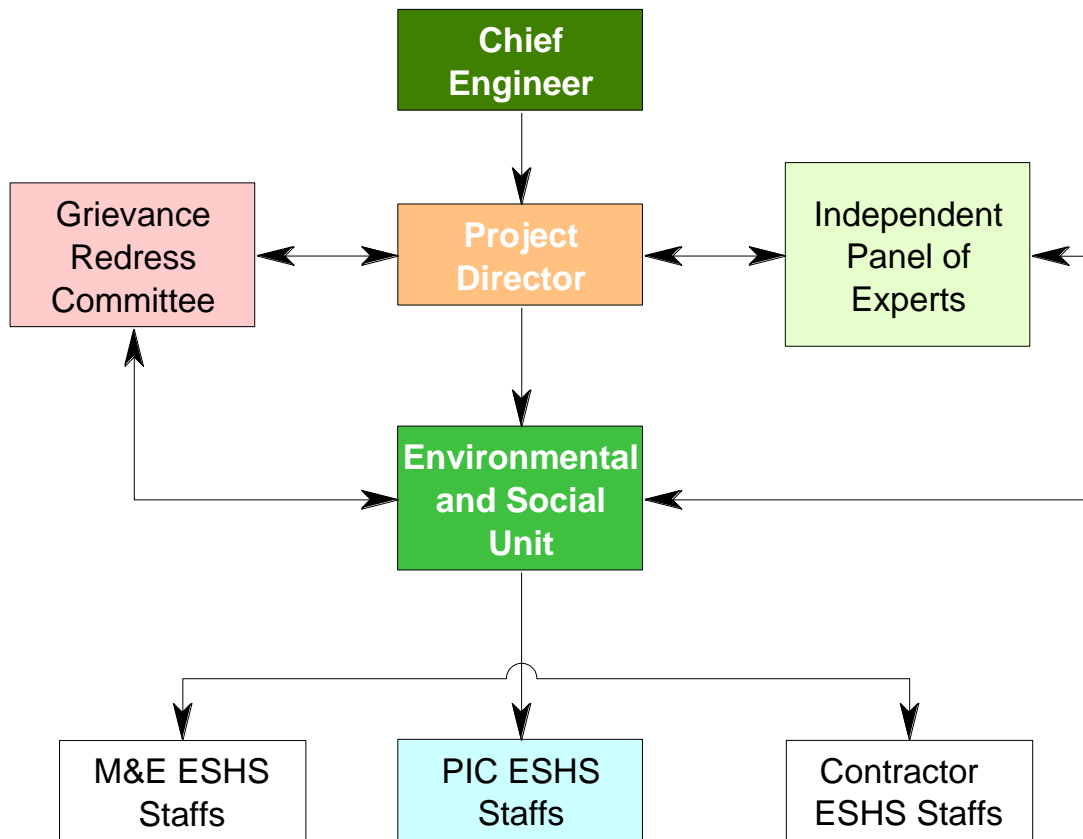 Chief
Engineer
Grievance
Redress
Committee
Project
Director
Independent
Panel of
Experts
Environmental
and Social
Unit
M&E ESHS
Staffs
PIC ESHS
Staffs
Contractor
ESHS Staffs